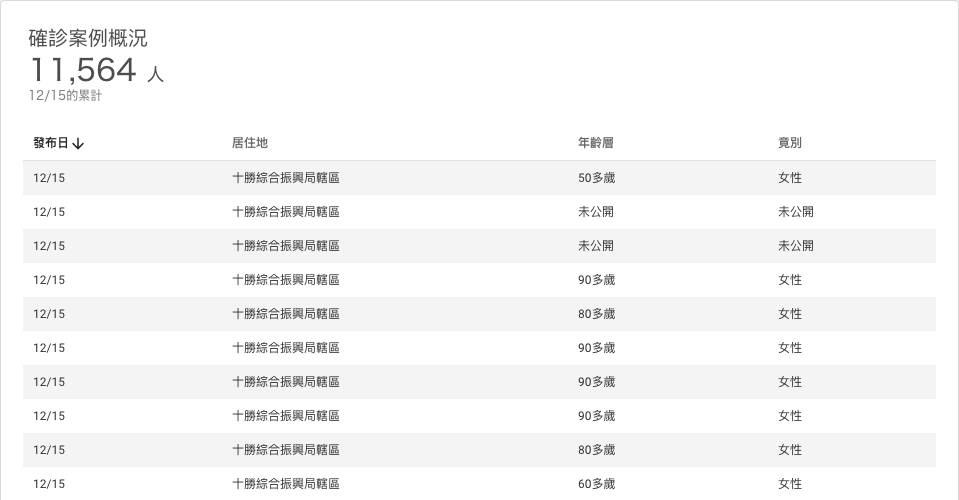 確診案例概況
11,564 人
12/15的累計
發布日↓ 居住地 年齡層 竟別
12/15 十勝綜合振興局轄區 50多歲 女性
12/15 十勝綜合振興局轄區 未公開 未公開
12/15 十勝綜合振興局轄區 未公開 未公開
12/15 十勝綜合振興局轄區 90多歲 女性
12/15 十勝綜合振興局轄區 80多歲 女性
12/15 十勝綜合振興局轄區 90多歲 女性
12/15 十勝綜合振興局轄區 90多歲 女性
12/15 十勝綜合振興局轄區 90多歲 女性
12/15 十勝綜合振興局轄區 80多歲 女性
12/15 十勝綜合振興局轄區 60多歲 女性